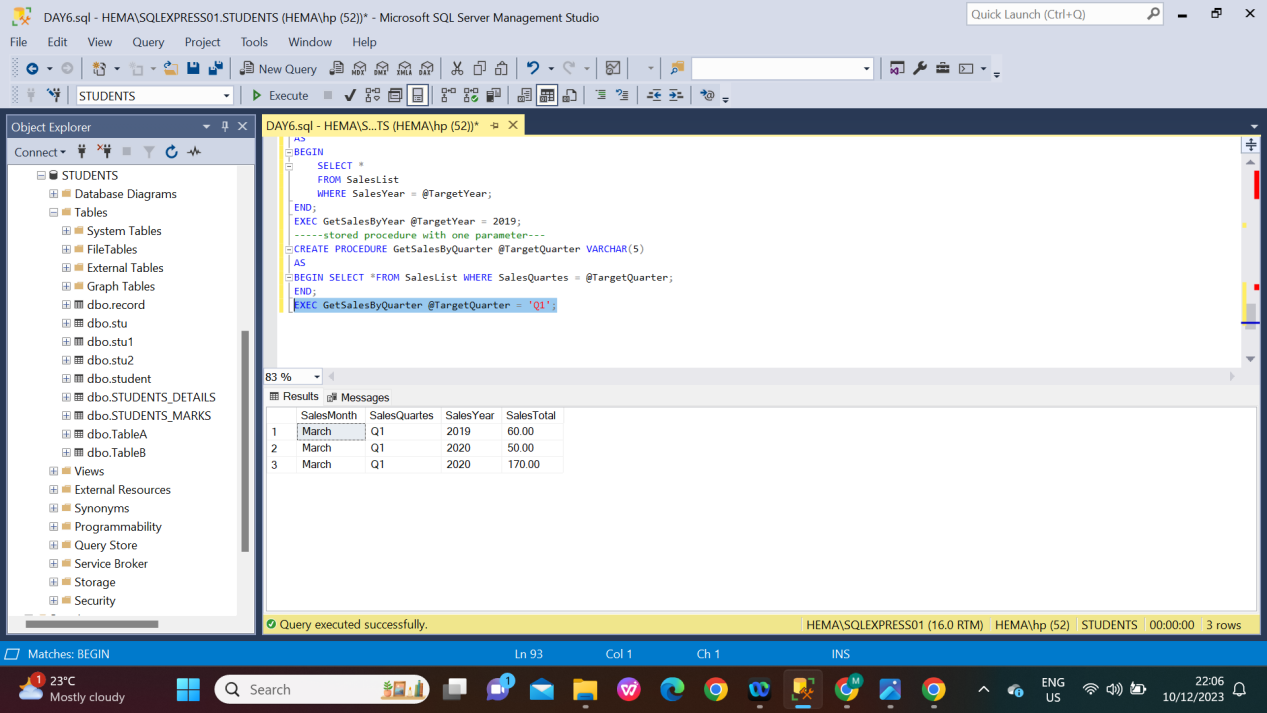 DAY6.sql - HEMA\SQLEXPRESS01.STUDENTS (HEMA\hp (52))* - Microsoft SQL Server Management Studio
Quick Launch (Ctrl+Q)
File Edit View Query Project Tools Window Help
New Query MDX DMX XMLA DAX
STUDENTS Execute
Object Explorer
DAY6.sql - HEMA\S...TS (HEMA\hp (52))*
Connect
STUDENTS
Database Diagrams
Tables
System Tables
FileTables
External Tables
Graph Tables
dbo.record
dbo.stu
dbo.stu1
dbo.stu2
dbo.student
dbo.STUDENTS_DETAILS
dbo.STUDENTS_MARKS
dbo.TableA
dbo.TableB
Views
External Resources
Synonyms
Programmability
Query Store
Service Broker
Storage
Security
AS
BEGIN
SELECT *
FROM SalesList
WHERE SalesYear = @TargetYear;
END;
EXEC GetSalesByYear @TargetYear = 2019;
-----stored procedure with one parameter---
CREATE PROCEDURE GetSalesByQuarter @TargetQuarter VARCHAR(5)
AS
BEGIN SELECT *FROM SalesList WHERE SalesQuartes = @TargetQuarter;
END;
EXEC GetSalesByQuarter @TargetQuarter = 'Q1';
83 %
Results Messages
SalesMonth SalesQuartes SalesYear SalesTotal
1 March Q1 2019 60.00
2 March Q1 2020 50.00
3 March Q1 2020 170.00
Query executed successfully. HEMA\SQLEXPRESS01 (16.0 RTM) HEMA\hp (52) STUDENTS 00:00:00 3 rows
Matches: BEGIN Ln 93 Col 1 Ch 1 INS
1
23°C
Mostly cloudy
Search
1
M
ENG
US
22:06
10/12/2023